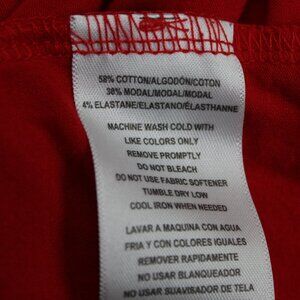 58% COTTON/ALGODÓN/COTON
38% MODAL/MODAL/MODAL
4% ELASTANE/ELASTANO/ÉLASTHANNE
MACHINE WASH COLD WITH
LIKE COLORS ONLY
REMOVE PROMPTLY
DO NOT BLEACH
DO NOT USE FABRIC SOFTENER
TUMBLE DRY LOW
COOL IRON WHEN NEEDED
LAVAR A MAQUINA CON AGUA
FRIA Y CON COLORES IGUALES
REMOVER RAPIDAMENTE
NO USAR BLANQUEADOR
NO USAR SUAVISADOR DE TELA